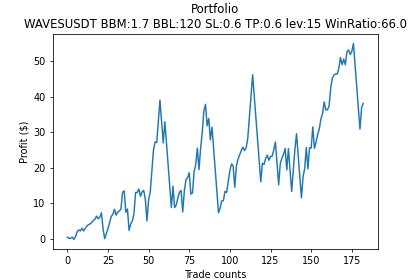 Portfolio
WAVESUSDT BBM:1.7 BBL:120 SL:0.6 TP:0.6 lev:15 WinRatio:66.0
Profit ($)
50
40
30
20
10
0
0 25 50 75 100 125 150 175
Trade counts